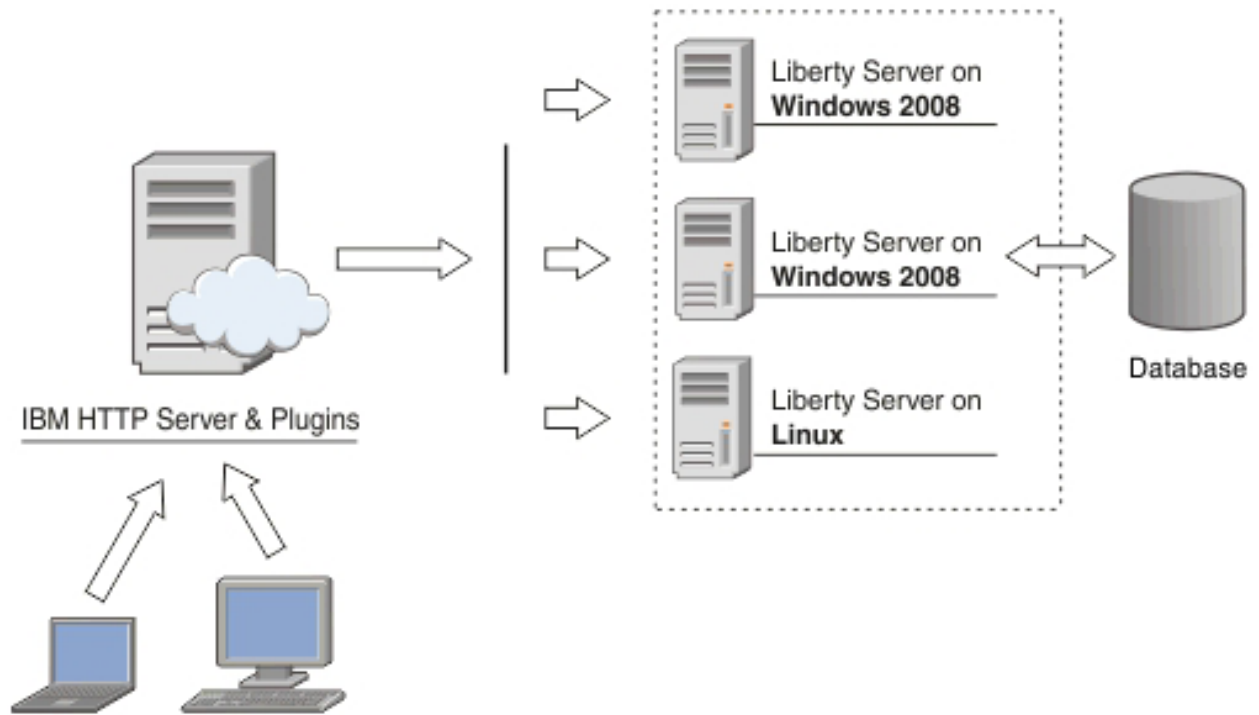 Liberty Server on
Windows 2008
Liberty Server on
Windows 2008
Database
Liberty Server on
Linux
IBM HTTP Server & Plugins